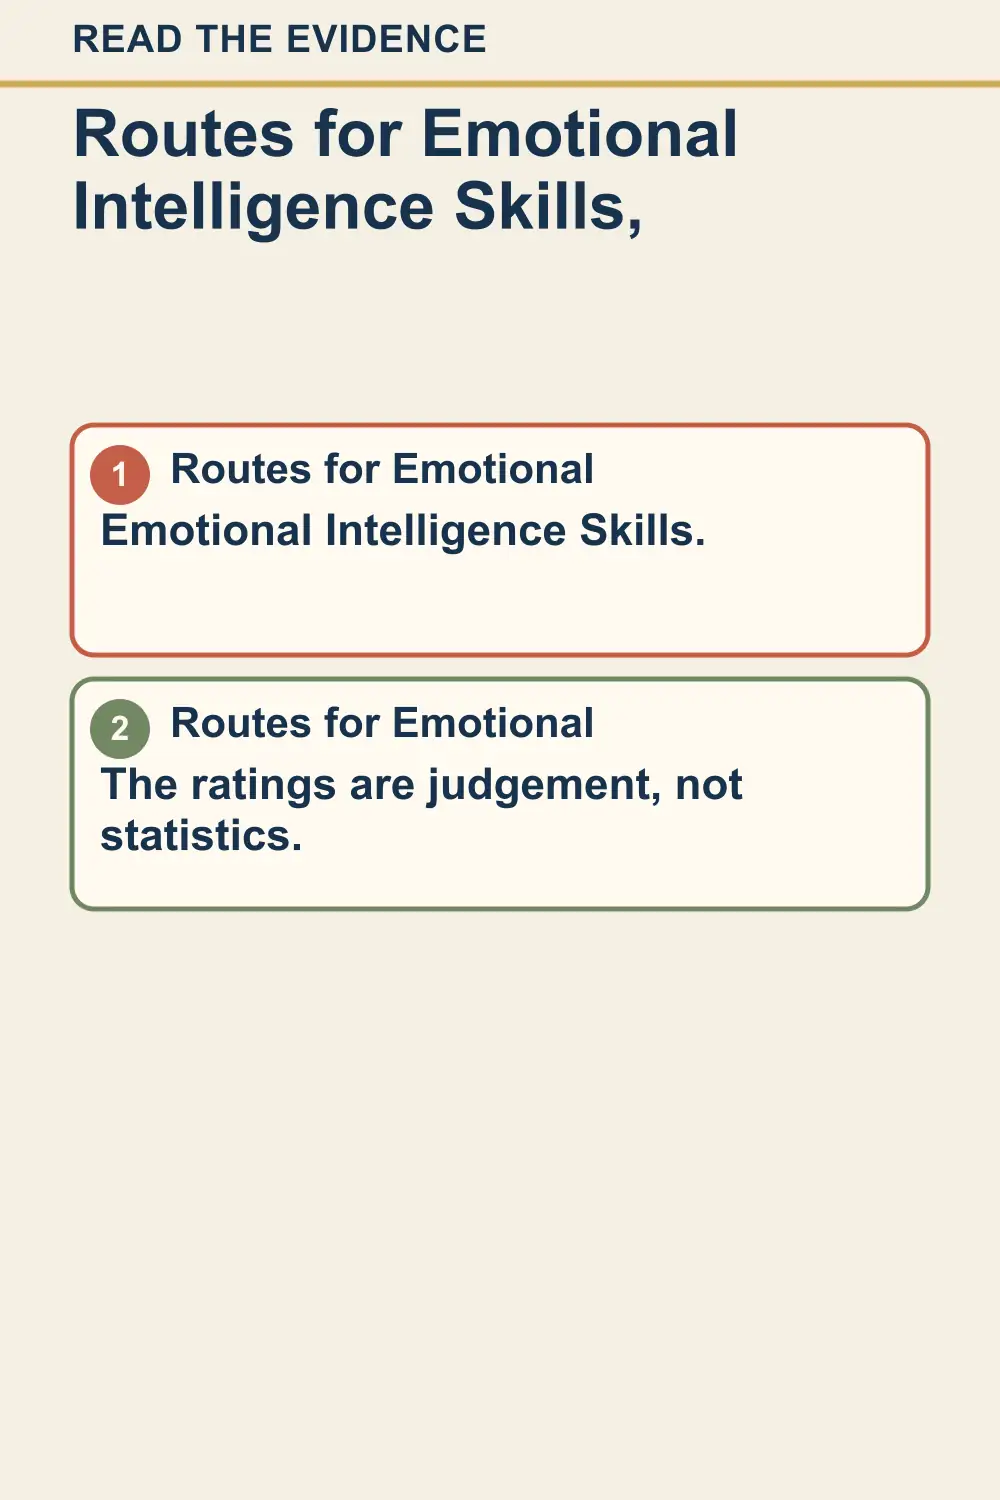 READ THE EVIDENCE
Routes for Emotional
Intelligence Skills,
1 Routes for Emotional
Emotional Intelligence Skills.
2 Routes for Emotional
The ratings are judgement, not
statistics.